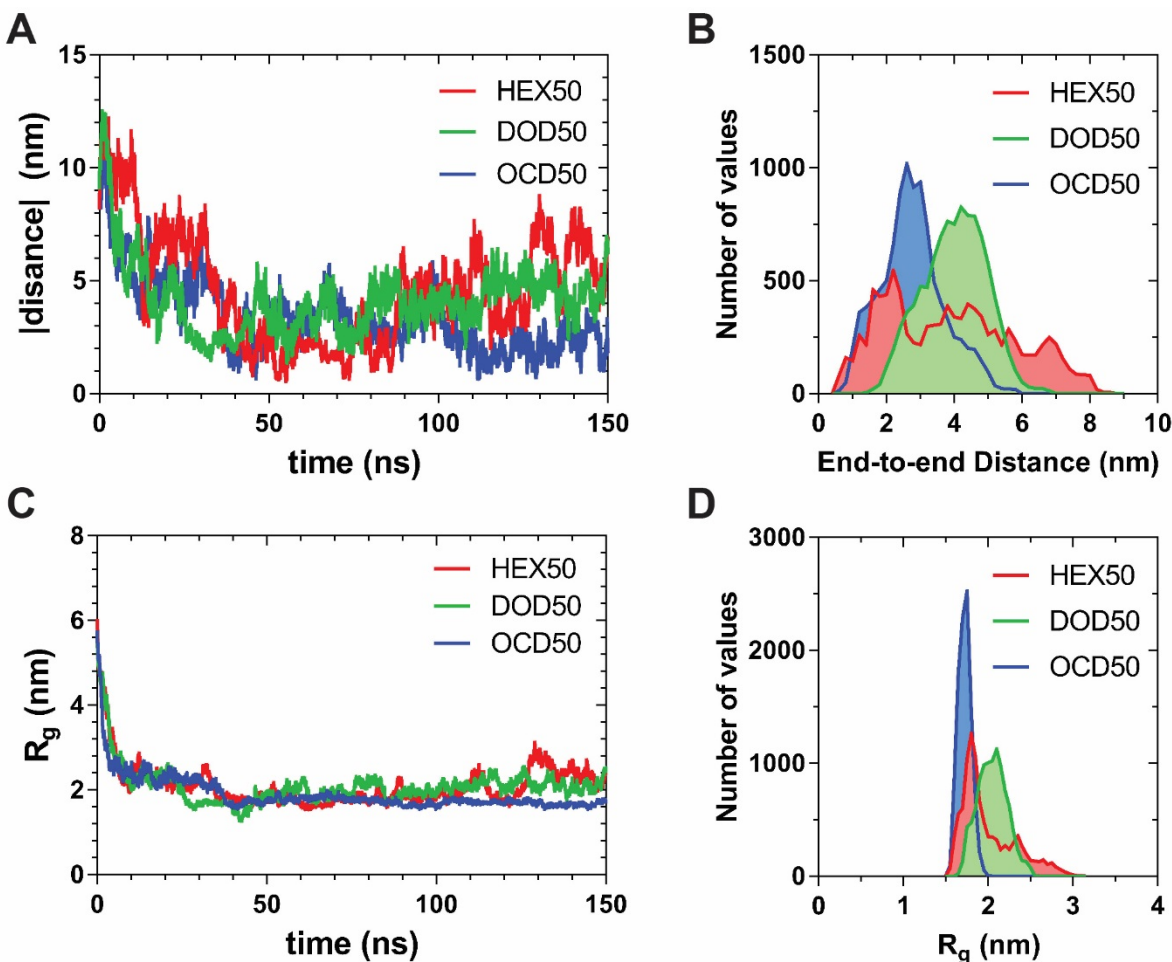 A
15
10
5
0
|disance| (nm)
HEX50
DOD50
OCD50
0 50 100 150
time (ns)
B
1500
1000
500
0
Number of values
HEX50
DOD50
OCD50
0 2 4 6 8 10
End-to-end Distance (nm)
C
8
6
4
2
0
Rg (nm)
HEX50
DOD50
OCD50
0 50 100 150
time (ns)
D
3000
2000
1000
0
Number of values
HEX50
DOD50
OCD50
0 1 2 3 4
Rg (nm)